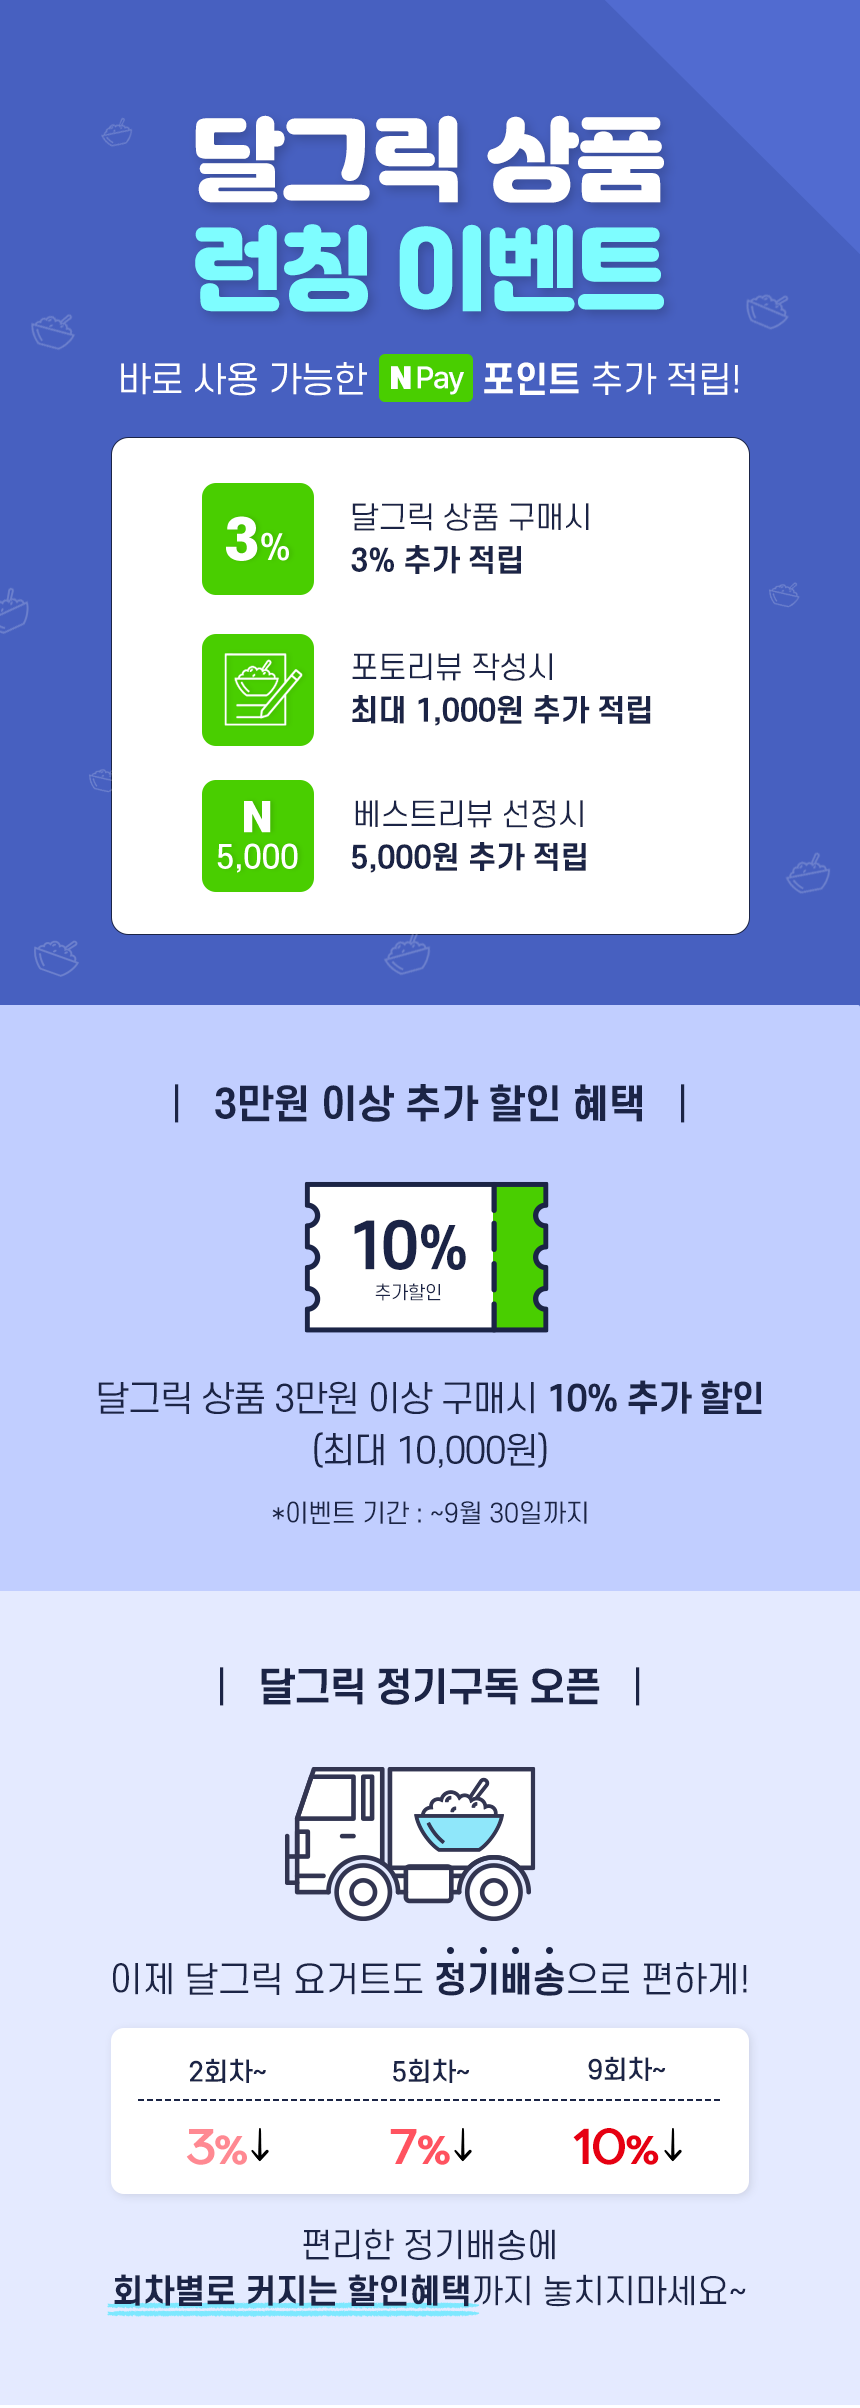 달그릭 상품
런칭 이벤트
바로 사용 가능한 N Pay 포인트 추가 적립!
3%
달그릭 상품 구매시
3% 추가 적립
포토리뷰 작성시
최대 1,000원 추가 적립
N
5,000
베스트리뷰 선정시
5,000원 추가 적립
| 3만원 이상 추가 할인 혜택 |
10%
추가할인
달그릭 상품 3만원 이상 구매시 10% 추가 할인
(최대 10,000원)
*이벤트 기간 : ~9월 30일까지
| 달그릭 정기구독 오픈 |
이제 달그릭 요거트도 정기배송으로 편하게!
2회차~ 5회차~ 9회차~
3%↓ 7%↓ 10%↓
편리한 정기배송에
회차별로 커지는 할인혜택까지 놓치지마세요~